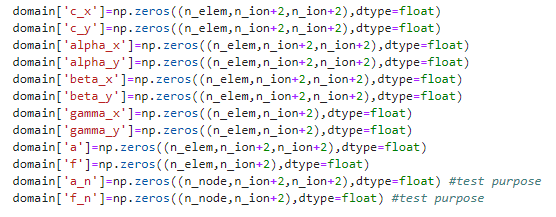 domain['c_x']=np.zeros((n_elem,n_ion+2,n_ion+2),dtype=float)
domain['c_y']=np.zeros((n_elem,n_ion+2,n_ion+2),dtype=float)
domain['alpha_x']=np.zeros((n_elem,n_ion+2,n_ion+2),dtype=float)
domain['alpha_y']=np.zeros((n_elem,n_ion+2,n_ion+2),dtype=float)
domain['beta_x']=np.zeros((n_elem,n_ion+2,n_ion+2),dtype=float)
domain['beta_y']=np.zeros((n_elem,n_ion+2,n_ion+2),dtype=float)
domain['gamma_x']=np.zeros((n_elem,n_ion+2),dtype=float)
domain['gamma_y']=np.zeros((n_elem,n_ion+2),dtype=float)
domain['a']=np.zeros((n_elem,n_ion+2,n_ion+2),dtype=float)
domain['f']=np.zeros((n_elem,n_ion+2),dtype=float)
domain['a_n']=np.zeros((n_node,n_ion+2,n_ion+2),dtype=float) #test purpose
domain['f_n']=np.zeros((n_node,n_ion+2),dtype=float) #test purpose